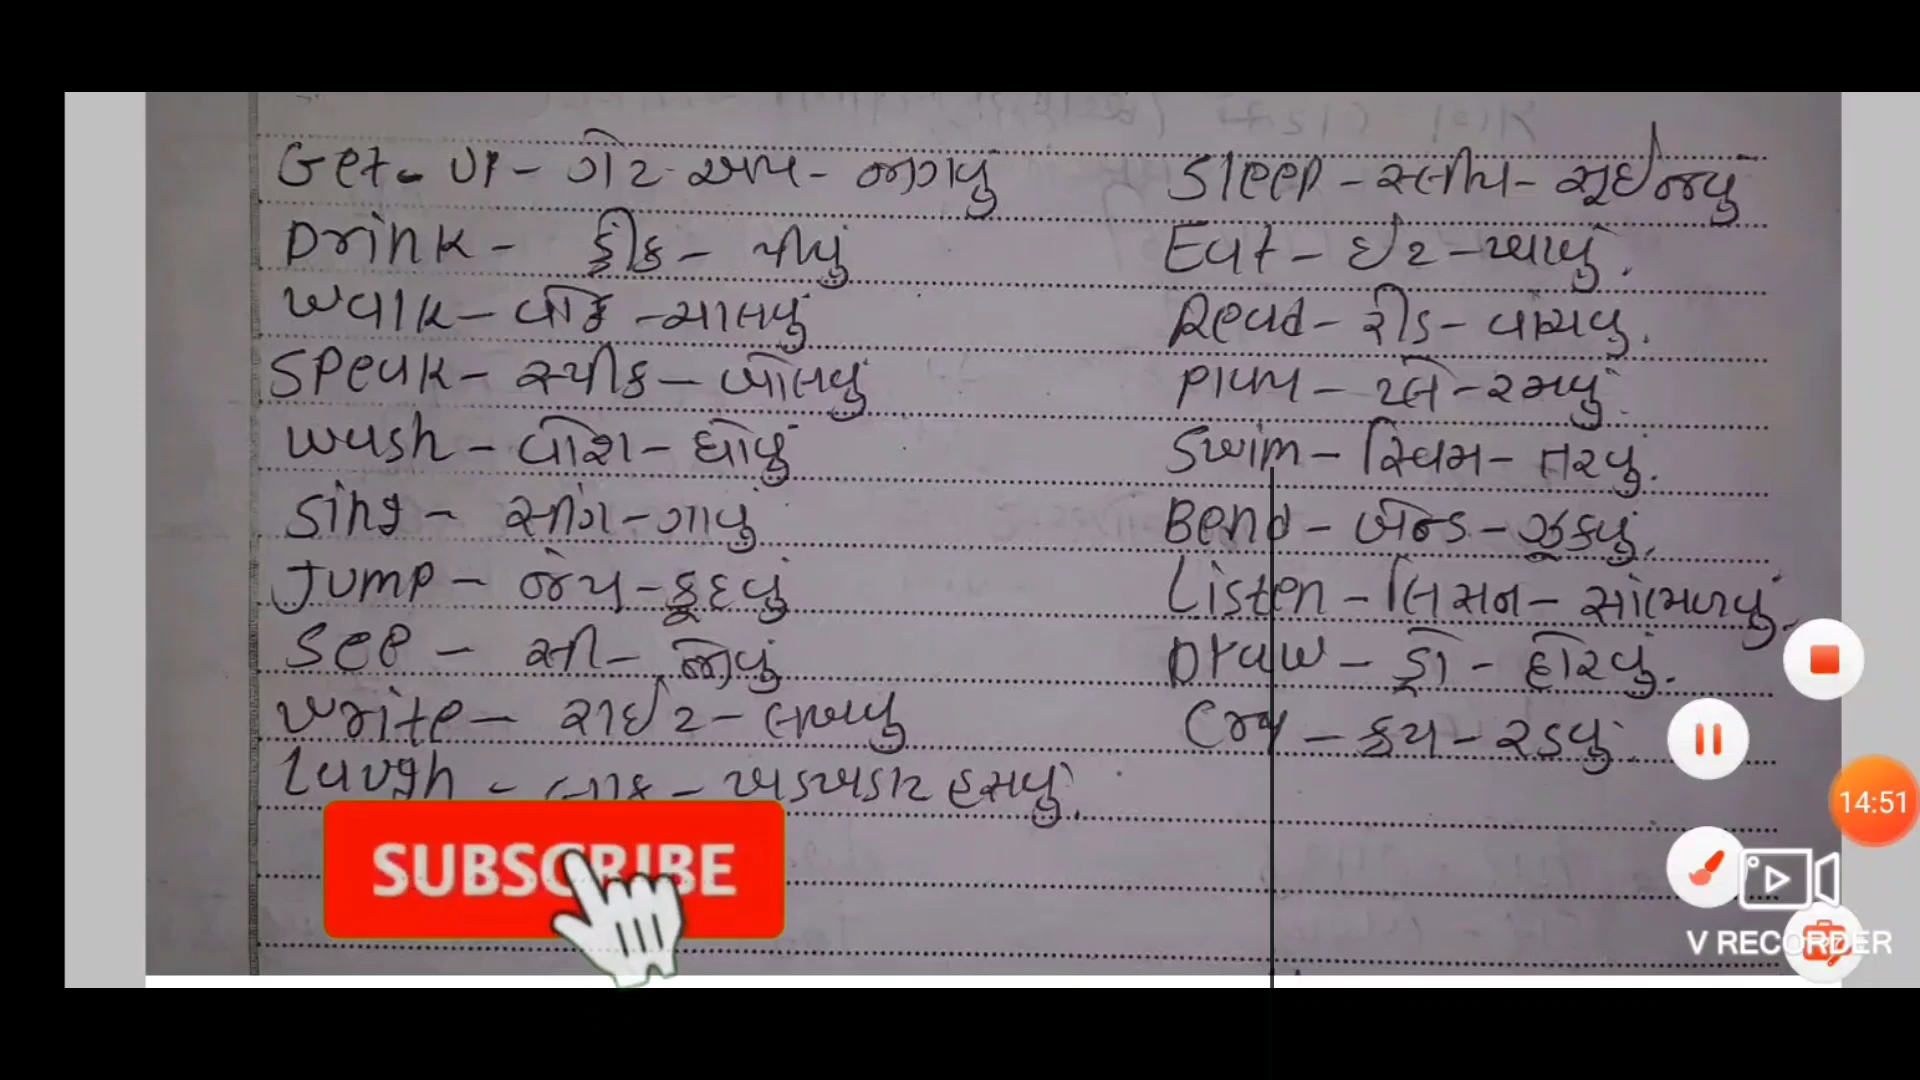 Get-up - ગેટ-અપ - જાગવું
Sleep - સ્લીપ - સૂઈ જવું
Drink - ડ્રીંક - પીવું
Eat - ઈટ - ખાવું.
Walk - વૉક - ચાલવું
Read - રીડ - વાંચવું.
Speak - સ્પીક - બોલવું
Play - પ્લે - રમવું.
Wash - વોશ - ધોવું
Swim - સ્વિમ - તરવું.
Sing - સીંગ - ગાવું
Bend - બેન્ડ - ઝૂકવું.
Jump - જંપ - કૂદવું
Listen - લિસન - સાંભળવું.
See - સી - જોવું
Draw - ડ્રો - દોરવું.
Write - રાઈટ - લખવું
Cry - ક્રાય - રડવું.
Laugh - લાફ - ખડખડાટ હસવું.
SUBSCRIBE
14:51
V RECORDER